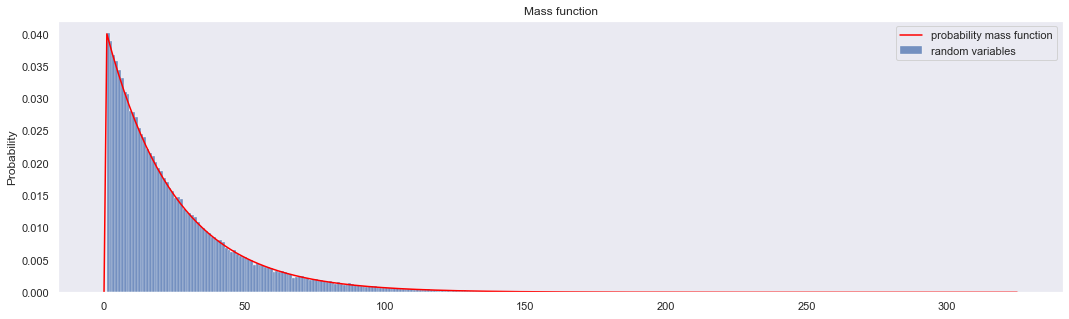 Mass function
probability mass function
random variables
Probability
0.040
0.035
0.030
0.025
0.020
0.015
0.010
0.005
0.000
0 50 100 150 200 250 300